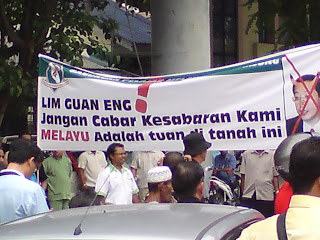 LIM GUAN ENG !
Jangan Cabar Kesabaran Kami
MELAYU Adalah tuan di tanah ini